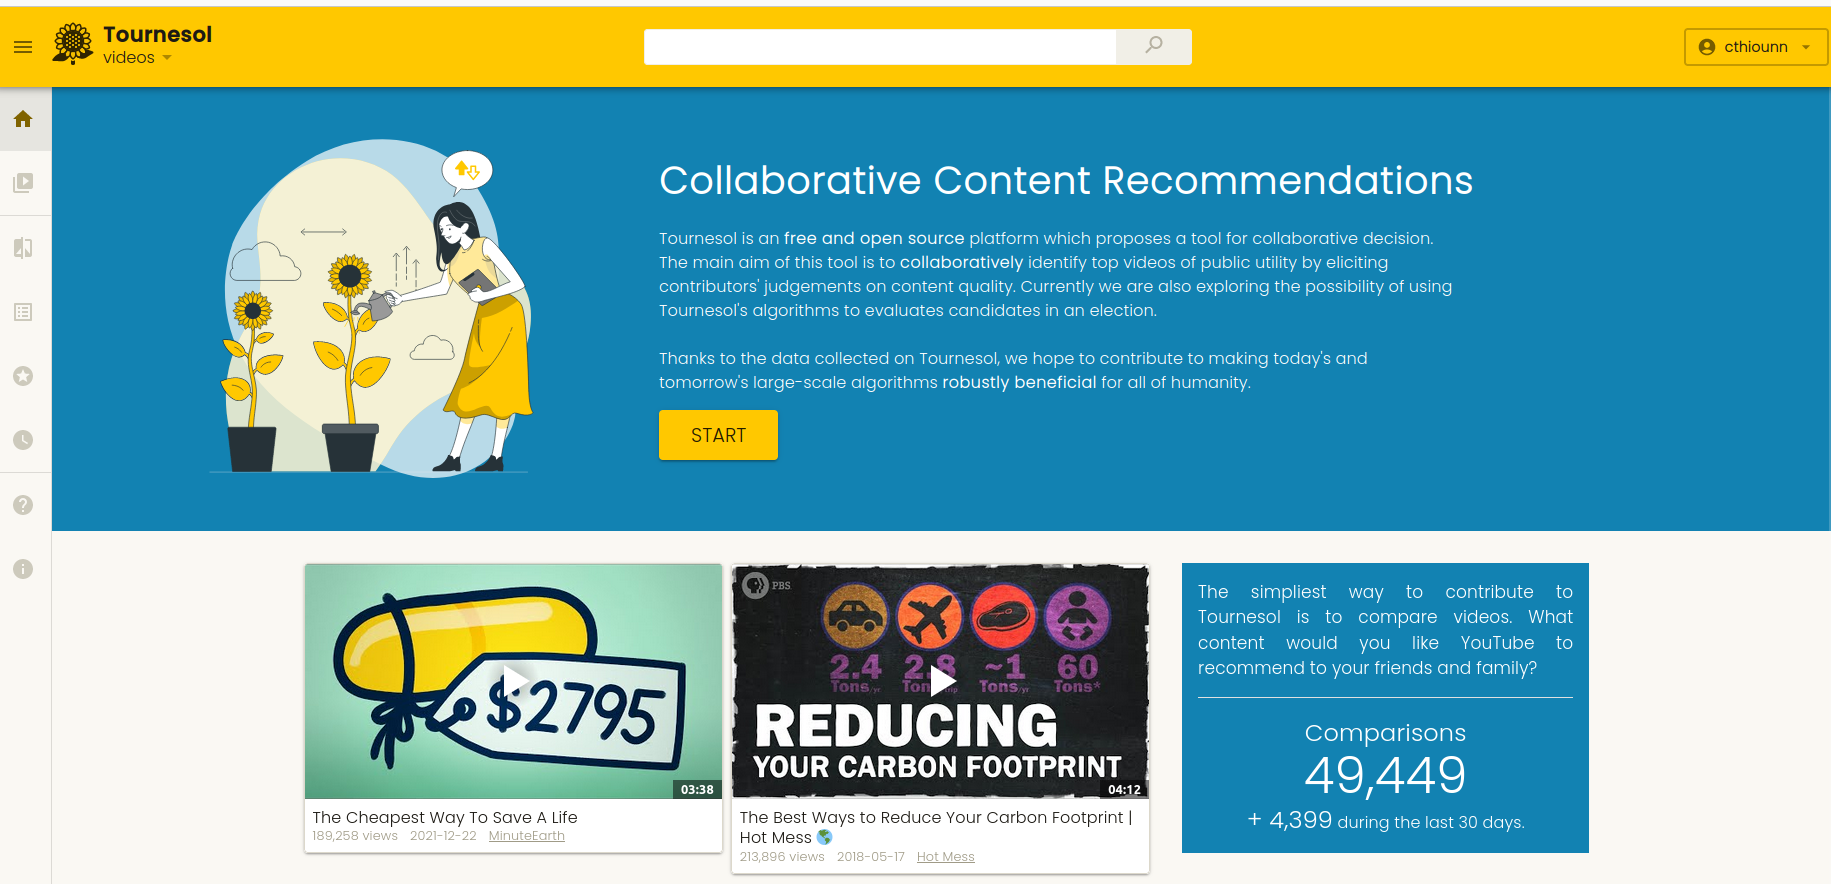 Tournesol
videos
cthiounn
Collaborative Content Recommendations
Tournesol is an free and open source platform which proposes a tool for collaborative decision.
The main aim of this tool is to collaboratively identify top videos of public utility by eliciting
contributors' judgements on content quality. Currently we are also exploring the possibility of using
Tournesol's algorithms to evaluates candidates in an election.
Thanks to the data collected on Tournesol, we hope to contribute to making today's and
tomorrow's large-scale algorithms robustly beneficial for all of humanity.
START
$2795
03:38
The Cheapest Way To Save A Life
189,258 views 2021-12-22 MinuteEarth
PBS
2.4 2.8 ~1 60
Tons/yr Tons/yr Tons*
REDUCING
YOUR CARBON FOOTPRINT
04:12
The Best Ways to Reduce Your Carbon Footprint |
Hot Mess 🌎
213,896 views 2018-05-17 Hot Mess
The simpliest way to contribute to
Tournesol is to compare videos. What
content would you like YouTube to
recommend to your friends and family?
Comparisons
49,449
+ 4,399 during the last 30 days.